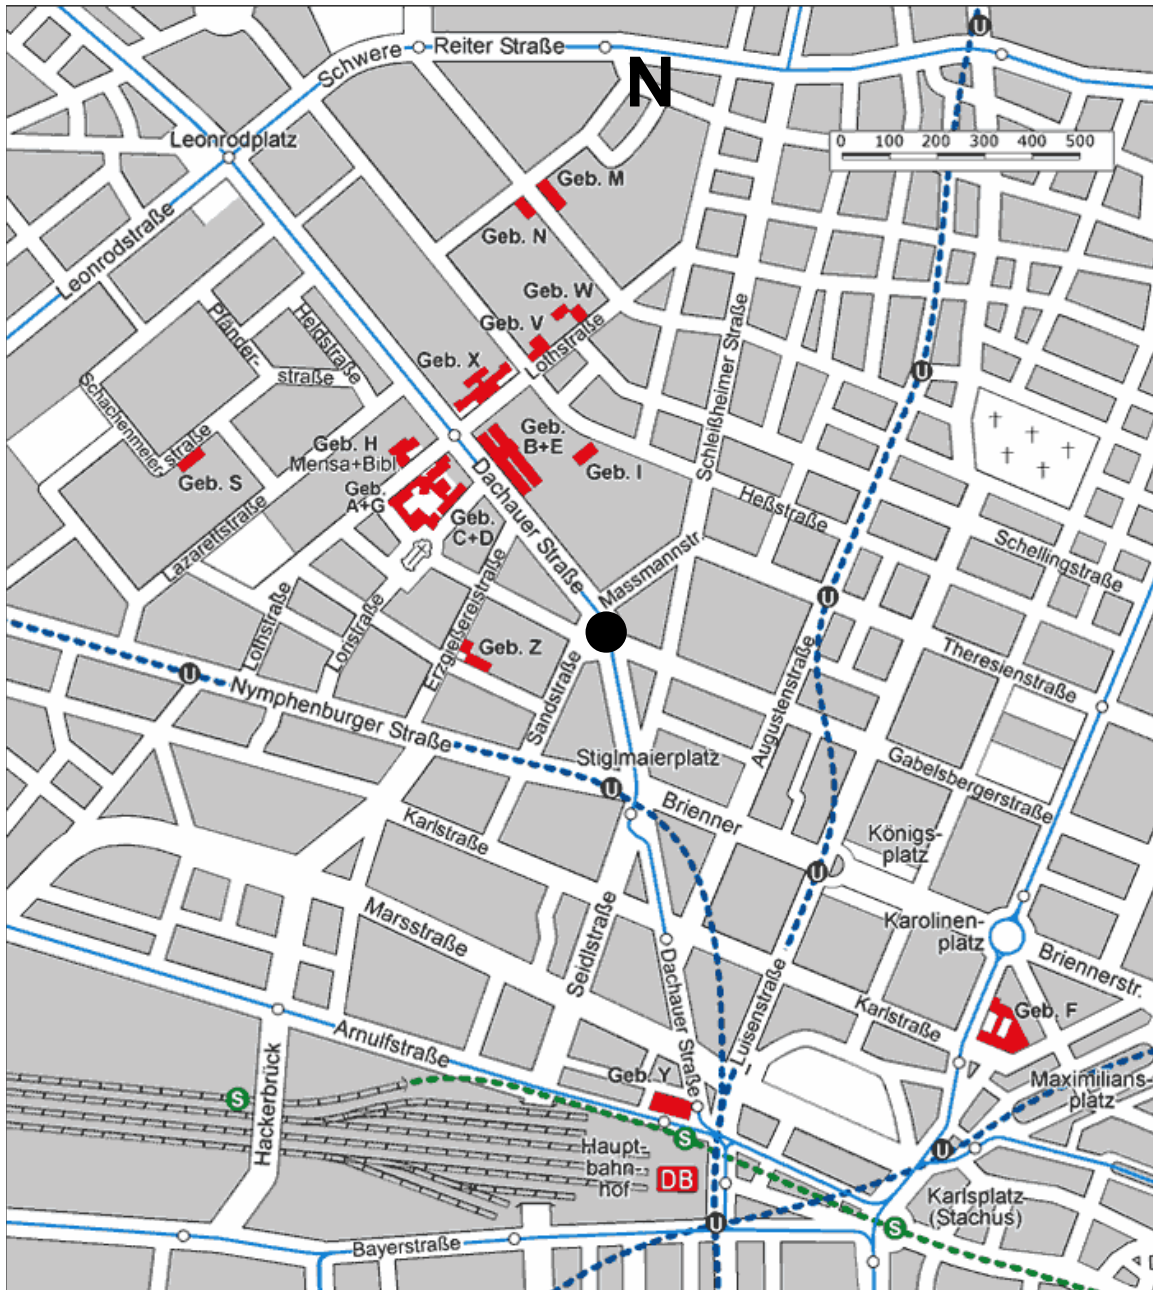 U
Reiter Straße
Schwere
N
Leonrodplatz
0 100 200 300 400 500
Geb. M
Leonrodstraße
Geb. N
Geb. W
Geb. V
Lothstraße
Pfänder-
straße
Heldstraße
Schleißheimer Straße
Geb. X
U
Schachenmeier-
straße
Geb. S
Geb. H
Mensa+Bibl
Geb.
B+E
Geb. I
Geb.
A+G
Geb.
C+D
Dachauer Straße
Heßstraße
Lazarettstraße
Schellingstraße
Massmannstr.
U
Lothstraße
Loristraße
Erzgießereistraße
Geb. Z
Sandstraße
Augustenstraße
Theresienstraße
U
Nymphenburger Straße
Stiglmaierplatz
U
Gabelsbergerstraße
Brienner
Karlstraße
Königs-
platz
U
Marsstraße
Seidlstraße
Karolinen-
platz
Briennerstr.
Dachauer Straße
Luisenstraße
Karlstraße
Geb. F
Arnulfstraße
Hackerbrücke
Geb. Y
Maximilians-
platz
S
S
U
Haupt-
bahn-
hof
DB
Karlsplatz
(Stachus)
U
S
Bayerstraße